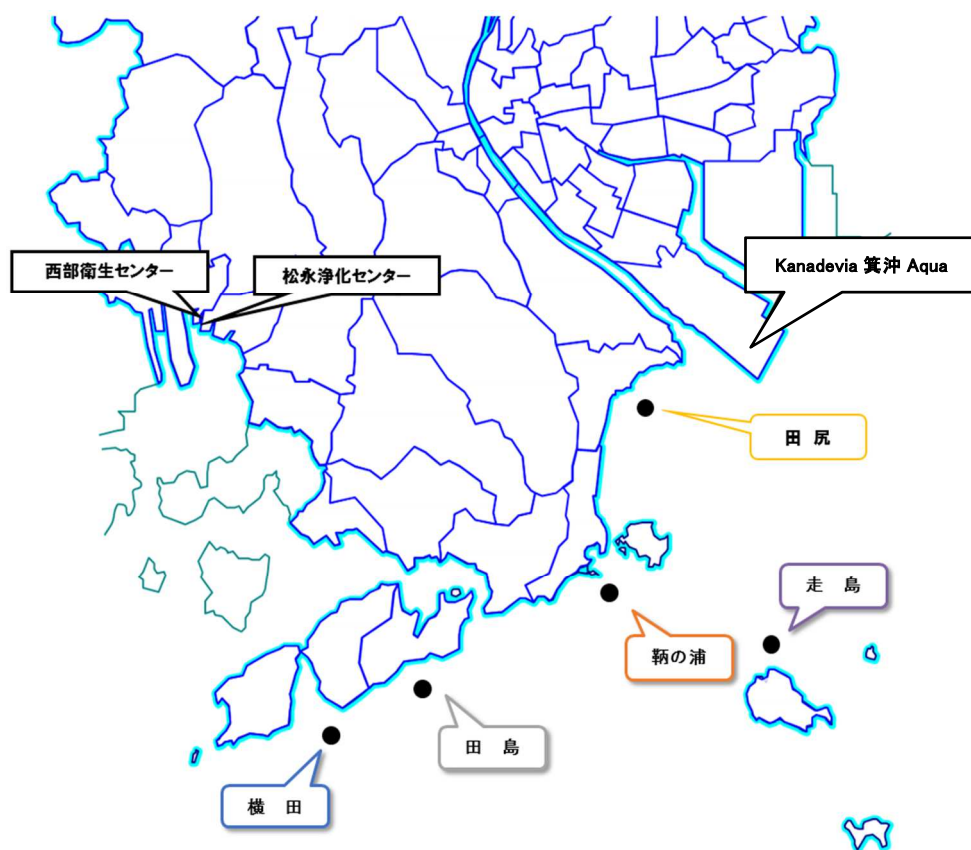 西部衛生センター
松永浄化センター
Kanadevia 箕沖 Aqua
田 尻
走 島
鞆の浦
田 島
横 田